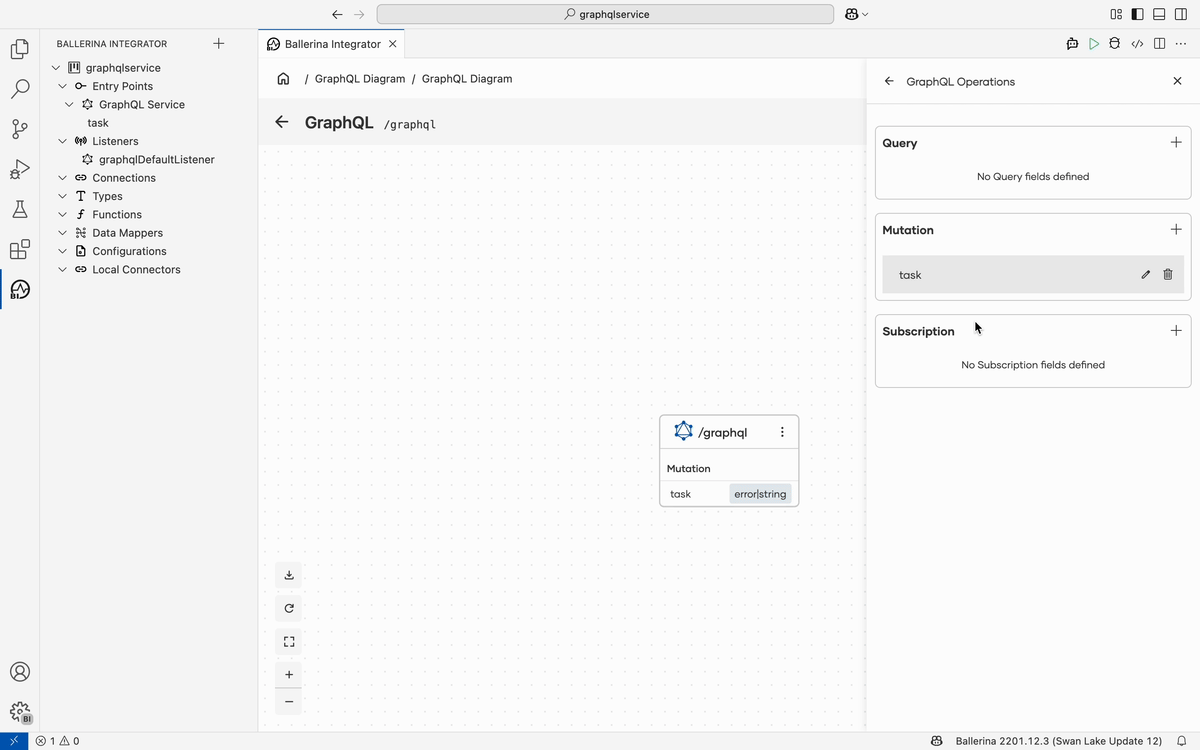 graphqlservice
BALLERINA INTEGRATOR
graphqlservice
Entry Points
GraphQL Service
task
Listeners
graphqlDefaultListener
Connections
Types
Functions
Data Mappers
Configurations
Local Connectors
BI
BI
Ballerina Integrator
/ GraphQL Diagram / GraphQL Diagram
GraphQL /graphql
/graphql
Mutation
task error|string
GraphQL Operations
Query
No Query fields defined
Mutation
task
Subscription
No Subscription fields defined
1 0
Ballerina 2201.12.3 (Swan Lake Update 12)